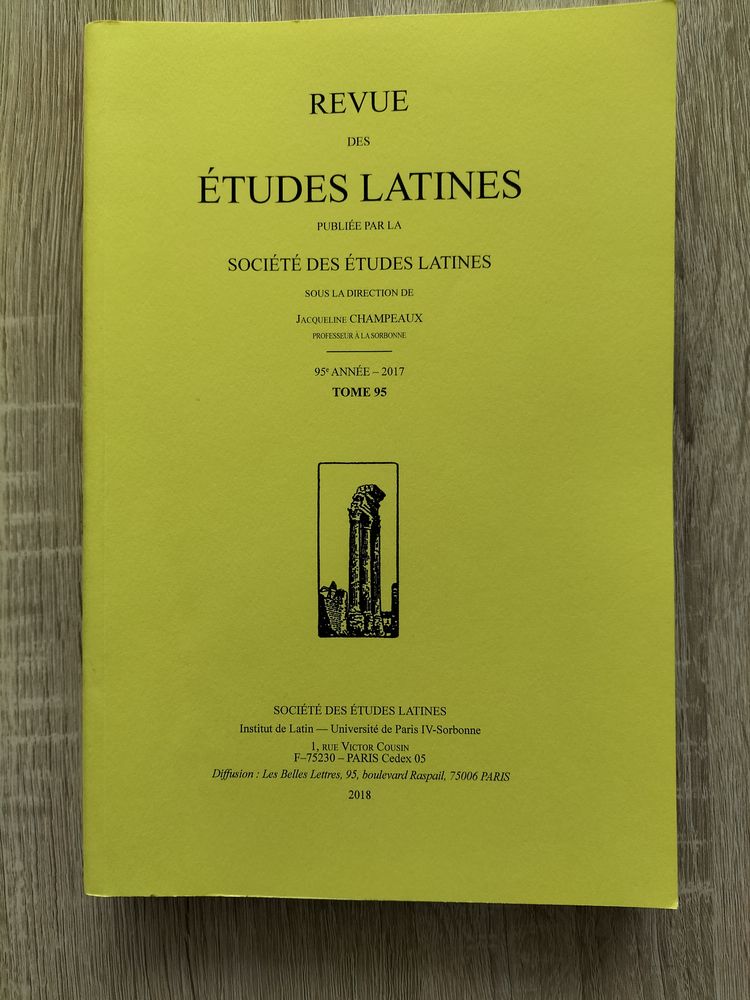 REVUE
DES
ÉTUDES LATINES
PUBLIÉE PAR LA
SOCIÉTÉ DES ÉTUDES LATINES
SOUS LA DIRECTION DE
Jacqueline CHAMPEAUX
PROFESSEUR À LA SORBONNE
95e ANNÉE – 2017
TOME 95
SOCIÉTÉ DES ÉTUDES LATINES
Institut de Latin — Université de Paris IV-Sorbonne
1, rue Victor Cousin
F–75230 – PARIS Cedex 05
Diffusion : Les Belles Lettres, 95, boulevard Raspail, 75006 PARIS
2018